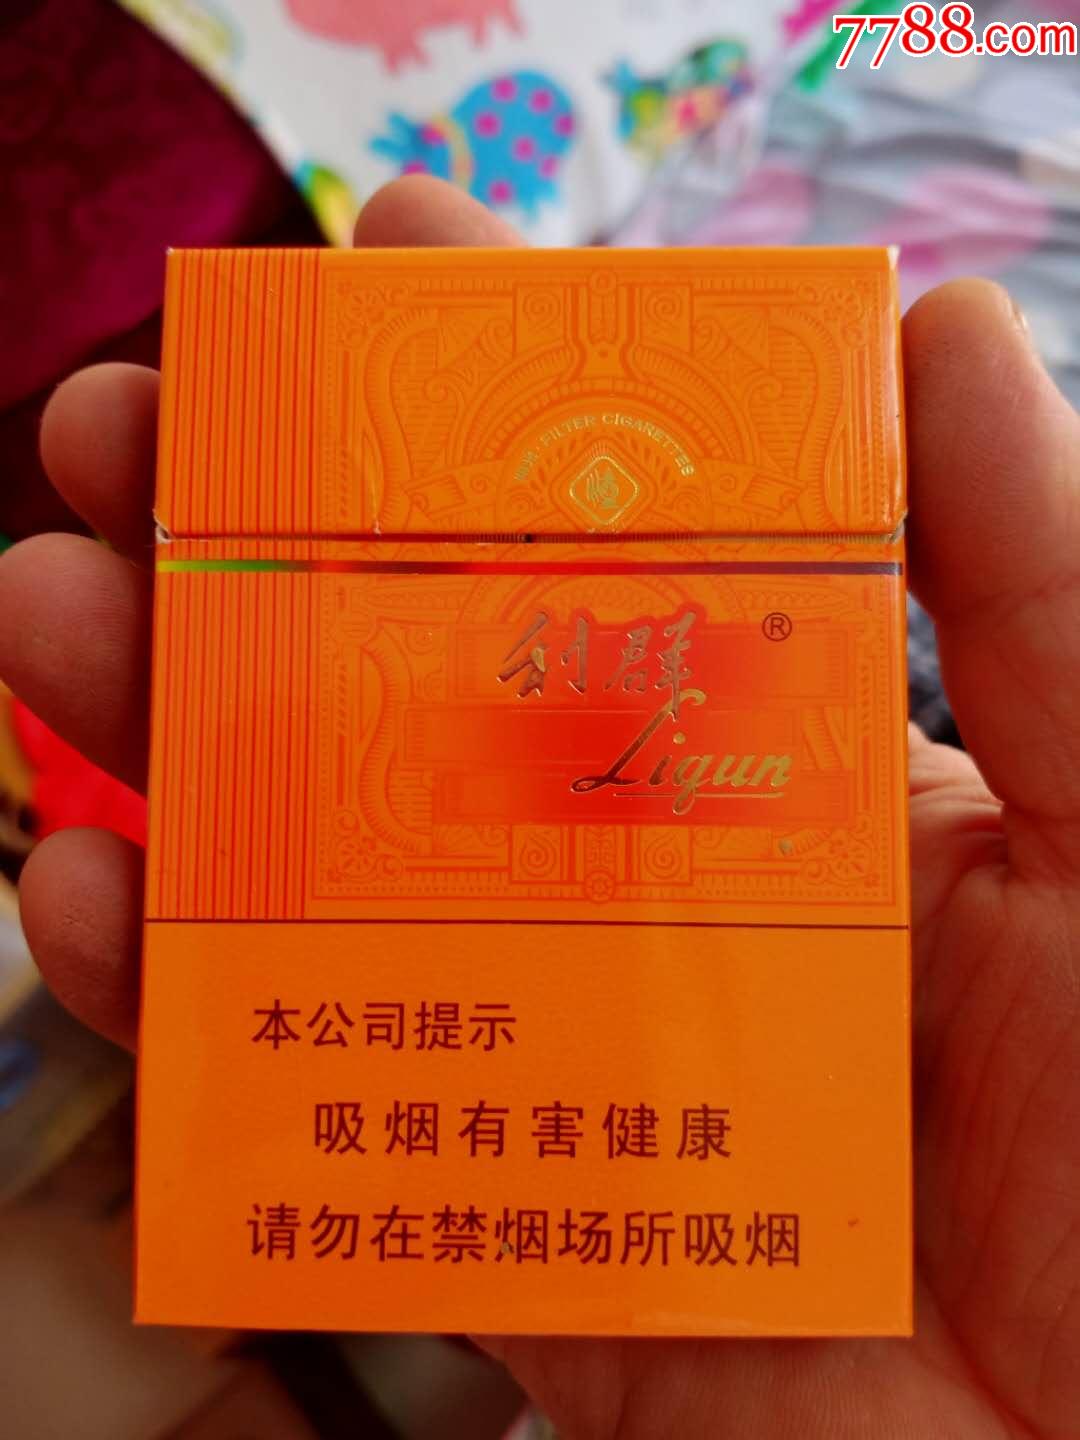 7788.com
FILTER CIGARETTES
利群®
Liqun
本公司提示
吸烟有害健康
请勿在禁烟场所吸烟